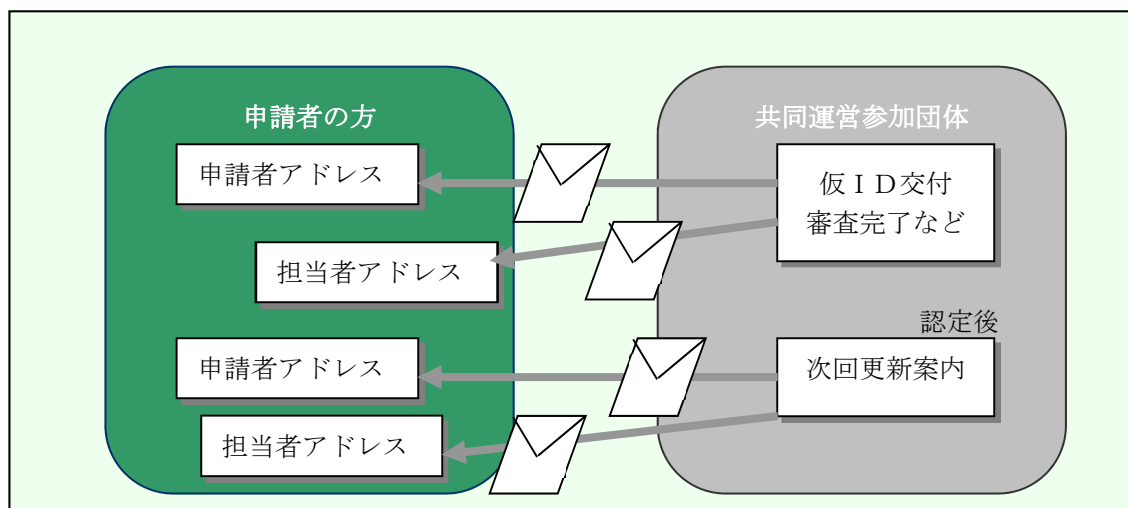 申請者の方
申請者アドレス
担当者アドレス
申請者アドレス
担当者アドレス
共同運営参加団体
仮ＩＤ交付
審査完了など
認定後
次回更新案内